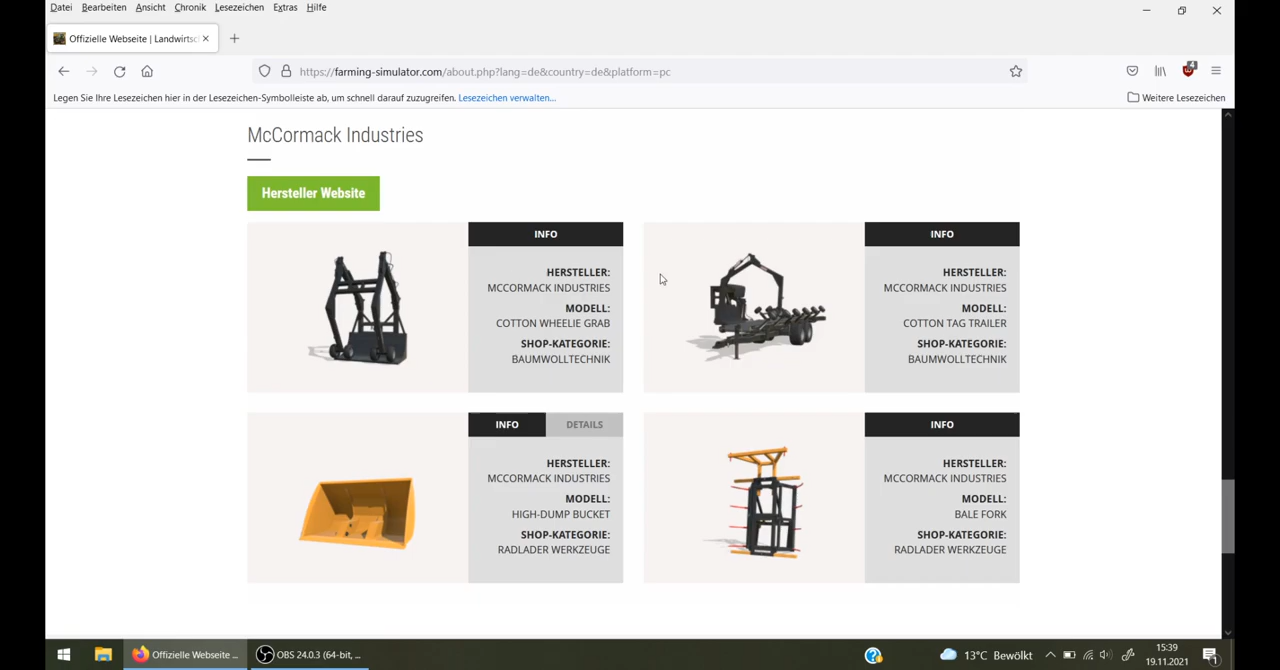 Datei Bearbeiten Ansicht Chronik Lesezeichen Extras Hilfe
Offizielle Webseite | Landwirtsc
https://farming-simulator.com/about.php?lang=de&country=de&platform=pc
4
Legen Sie Ihre Lesezeichen hier in der Lesezeichen-Symbolleiste ab, um schnell darauf zuzugreifen. Lesezeichen verwalten...
Weitere Lesezeichen
McCormack Industries
Hersteller Website
INFO
HERSTELLER:
MCCORMACK INDUSTRIES
MODELL:
COTTON WHEELIE GRAB
SHOP-KATEGORIE:
BAUMWOLLTECHNIK
INFO
HERSTELLER:
MCCORMACK INDUSTRIES
MODELL:
COTTON TAG TRAILER
SHOP-KATEGORIE:
BAUMWOLLTECHNIK
INFO DETAILS
HERSTELLER:
MCCORMACK INDUSTRIES
MODELL:
HIGH-DUMP BUCKET
SHOP-KATEGORIE:
RADLADER WERKZEUGE
INFO
HERSTELLER:
MCCORMACK INDUSTRIES
MODELL:
BALE FORK
SHOP-KATEGORIE:
RADLADER WERKZEUGE
Offizielle Webseite ...
OBS 24.0.3 (64-bit, ...
13°C Bewölkt
15:39
19.11.2021
1